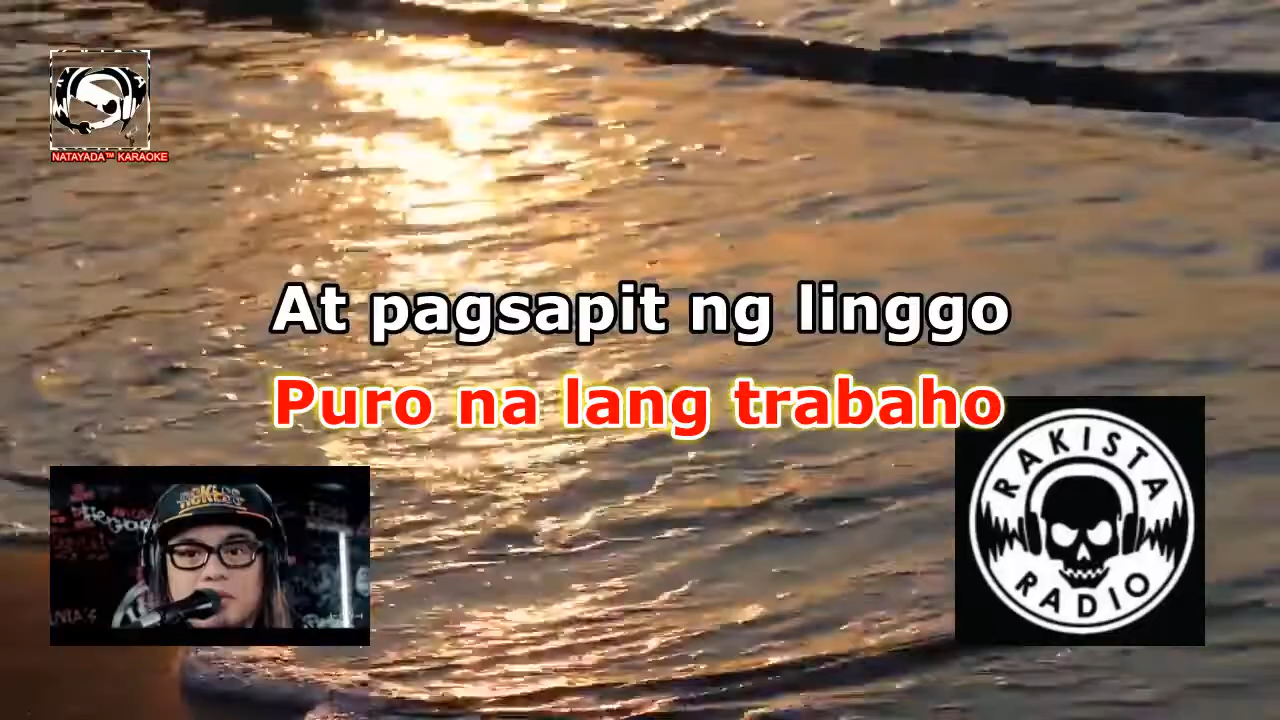 NATAYADA™ KARAOKE
At pagsapit ng linggo
Puro na lang trabaho
RAKISTA
RADIO